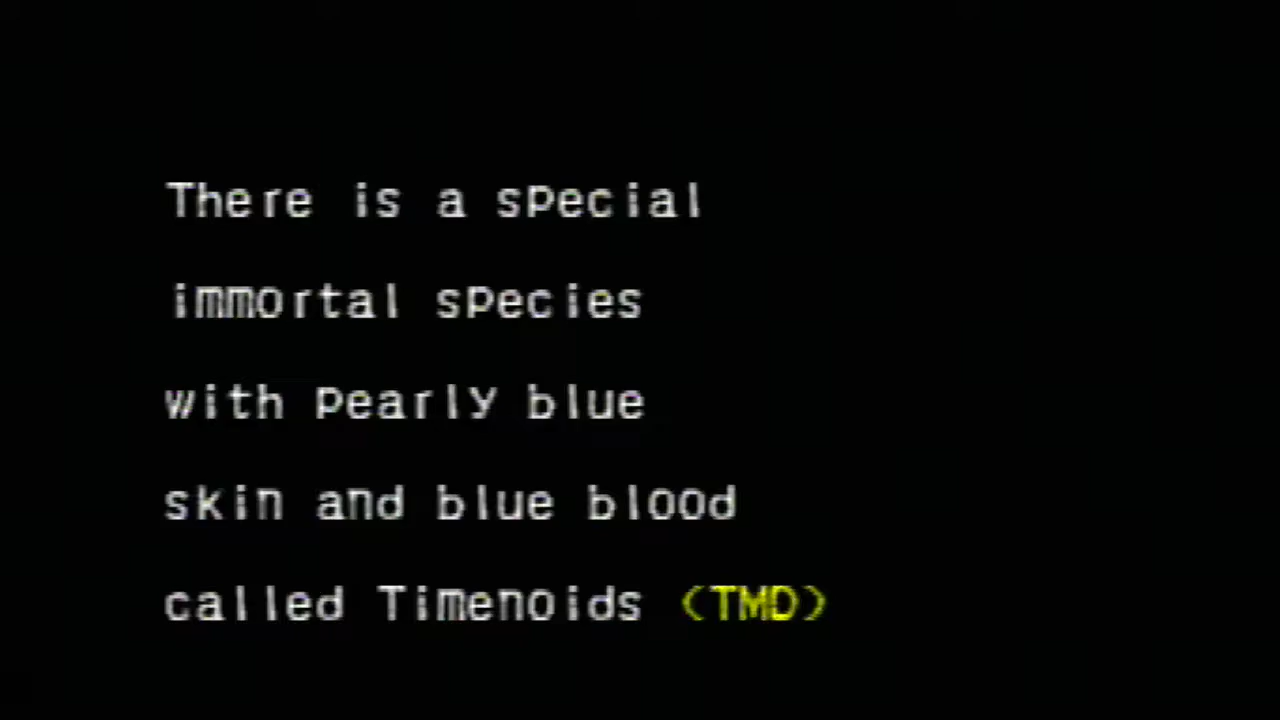 There is a special
immortal species
with pearly blue
skin and blue blood
called Timenoids (TMD)